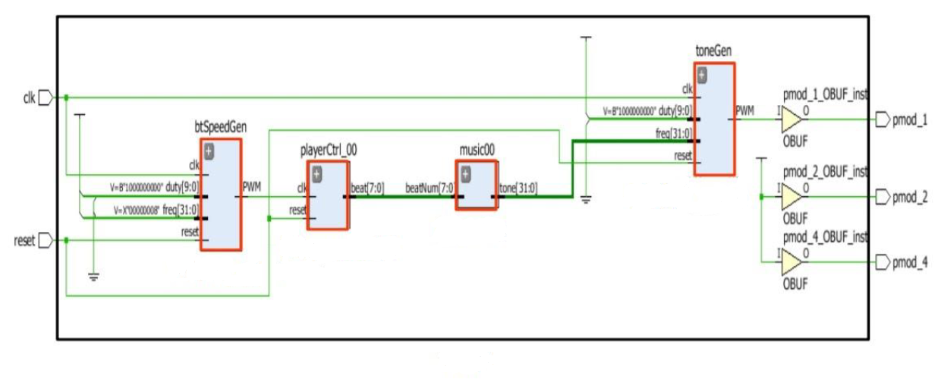 toneGen
clk
pmod_1_OBUF_inst
V=B"1000000000" duty[9:0]
PWM
I
O
pmod_1
freq[31:0]
OBUF
reset
btSpeedGen
clk
V=B"1000000000" duty[9:0]
PWM
V=X"00000008" freq[31:0]
reset
playerCtrl_00
clk
beat[7:0]
reset
music00
beatNum[7:0]
tone[31:0]
pmod_2_OBUF_inst
I
O
pmod_2
OBUF
pmod_4_OBUF_inst
I
O
pmod_4
OBUF
clk
reset